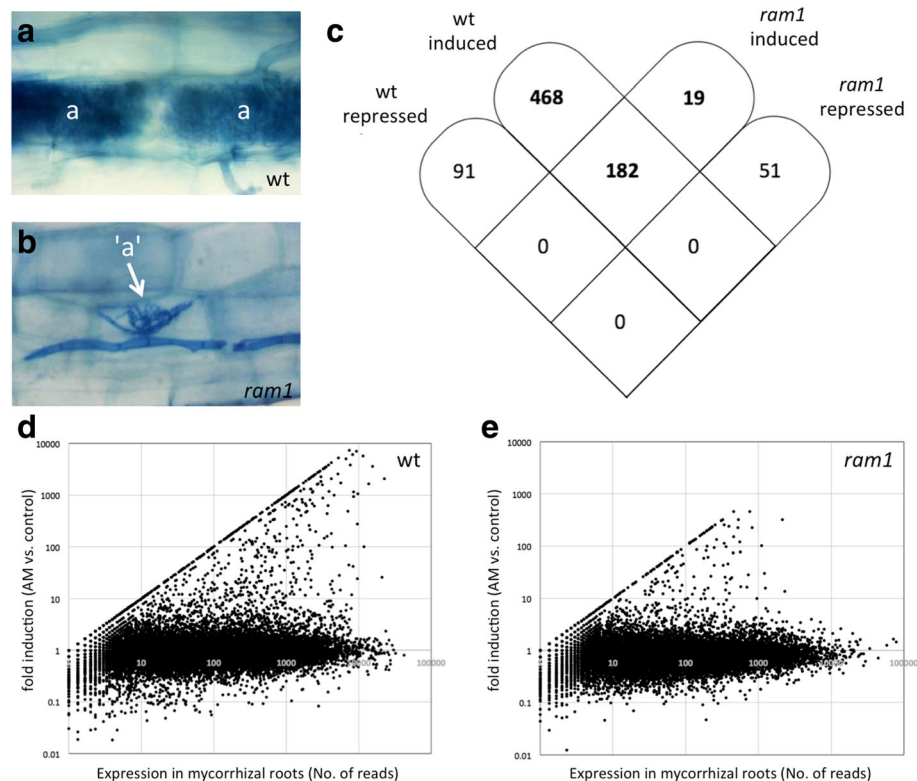 a
a
a
wt
b
'a'
ram1
c
wt
induced
ram1
induced
wt
repressed
ram1
repressed
468
19
91
182
51
0
0
0
d
wt
fold induction (AM vs. control)
10000
1000
100
10
1
0.1
0.01
10
100
1000
10000
100000
Expression in mycorrhizal roots (No. of reads)
e
ram1
fold induction (AM vs. control)
10000
1000
100
10
1
0.1
0.01
10
100
1000
10000
100000
Expression in mycorrhizal roots (No. of reads)